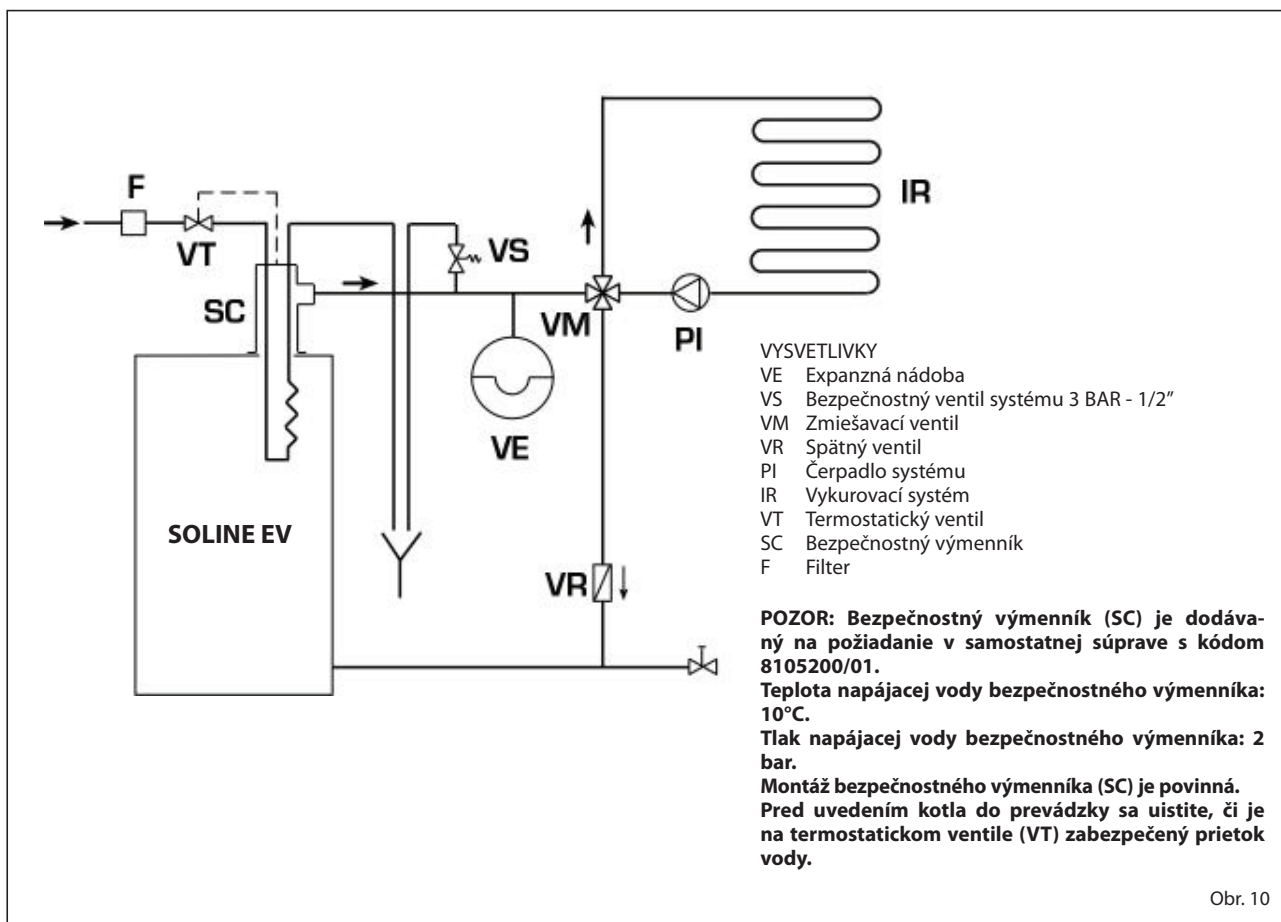 F
VT
SC
VS
VM
PI
IR
VE
SOLINE EV
VR
VYSVETLIVKY
VE Expanzná nádoba
VS Bezpečnostný ventil systému 3 BAR - 1/2”
VM Zmiešavací ventil
VR Spätný ventil
PI Čerpadlo systému
IR Vykurovací systém
VT Termostatický ventil
SC Bezpečnostný výmenník
F Filter
POZOR: Bezpečnostný výmenník (SC) je dodáva-
ný na požiadanie v samostatnej súprave s kódom
8105200/01.
Teplota napájacej vody bezpečnostného výmenníka:
10°C.
Tlak napájacej vody bezpečnostného výmenníka: 2
bar.
Montáž bezpečnostného výmenníka (SC) je povinná.
Pred uvedením kotla do prevádzky sa uistite, či je
na termostatickom ventile (VT) zabezpečený prietok
vody.
Obr. 10